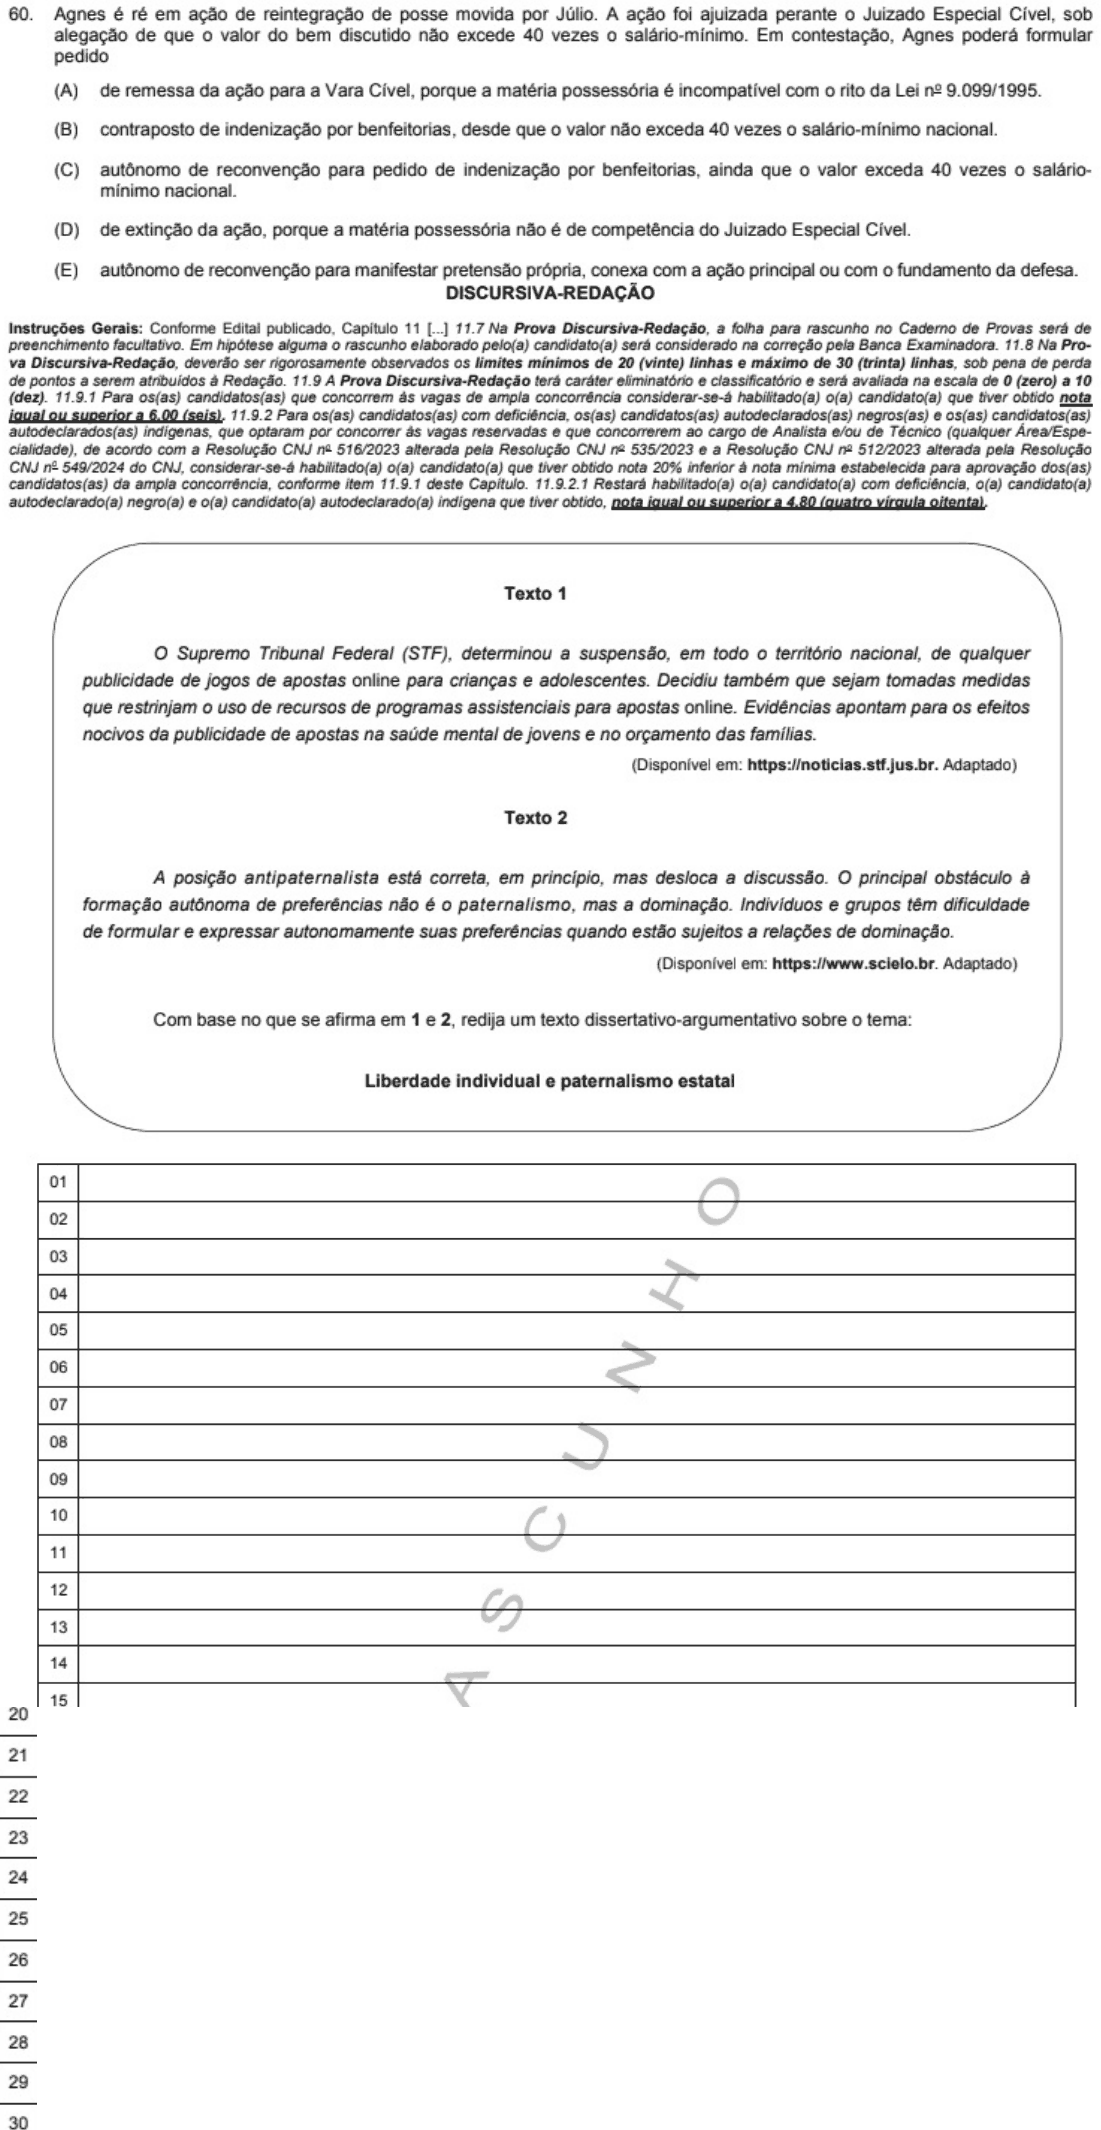 60. Agnes é ré em ação de reintegração de posse movida por Júlio. A ação foi ajuizada perante o Juizado Especial Cível, sob
alegação de que o valor do bem discutido não excede 40 vezes o salário-mínimo. Em contestação, Agnes poderá formular
pedido
(A) de remessa da ação para a Vara Cível, porque a matéria possessória é incompatível com o rito da Lei nº 9.099/1995.
(B) contraposto de indenização por benfeitorias, desde que o valor não exceda 40 vezes o salário-mínimo nacional.
(C) autônomo de reconvenção para pedido de indenização por benfeitorias, ainda que o valor exceda 40 vezes o salário-
mínimo nacional.
(D) de extinção da ação, porque a matéria possessória não é de competência do Juizado Especial Cível.
(E) autônomo de reconvenção para manifestar pretensão própria, conexa com a ação principal ou com o fundamento da defesa.
DISCURSIVA-REDAÇÃO
Instruções Gerais: Conforme Edital publicado, Capítulo 11 [...] 11.7 Na Prova Discursiva-Redação, a folha para rascunho no Caderno de Provas será de
preenchimento facultativo. Em hipótese alguma o rascunho elaborado pelo(a) candidato(a) será considerado na correção pela Banca Examinadora. 11.8 Na Pro-
va Discursiva-Redação, deverão ser rigorosamente observados os limites mínimos de 20 (vinte) linhas e máximo de 30 (trinta) linhas, sob pena de perda
de pontos a serem atribuídos à Redação. 11.9 A Prova Discursiva-Redação terá caráter eliminatório e classificatório e será avaliada na escala de 0 (zero) a 10
(dez). 11.9.1 Para os(as) candidatos(as) que concorrem às vagas de ampla concorrência considerar-se-á habilitado(a) o(a) candidato(a) que tiver obtido nota
igual ou superior a 6,00 (seis). 11.9.2 Para os(as) candidatos(as) com deficiência, os(as) candidatos(as) autodeclarados(as) negros(as) e os(as) candidatos(as)
autodeclarados(as) indígenas, que optaram por concorrer às vagas reservadas e que concorrerem ao cargo de Analista e/ou de Técnico (qualquer Área/Espe-
cialidade), de acordo com a Resolução CNJ nº 516/2023 alterada pela Resolução CNJ nº 535/2023 e a Resolução CNJ nº 512/2023 alterada pela Resolução
CNJ nº 549/2024 do CNJ, considerar-se-á habilitado(a) o(a) candidato(a) que tiver obtido nota 20% inferior à nota mínima estabelecida para aprovação dos(as)
candidatos(as) da ampla concorrência, conforme item 11.9.1 deste Capítulo. 11.9.2.1 Restará habilitado(a) o(a) candidato(a) com deficiência, o(a) candidato(a)
autodeclarado(a) negro(a) e o(a) candidato(a) autodeclarado(a) indígena que tiver obtido, nota igual ou superior a 4,80 (quatro vírgula oitenta).
Texto 1
O Supremo Tribunal Federal (STF), determinou a suspensão, em todo o território nacional, de qualquer
publicidade de jogos de apostas online para crianças e adolescentes. Decidiu também que sejam tomadas medidas
que restrinjam o uso de recursos de programas assistenciais para apostas online. Evidências apontam para os efeitos
nocivos da publicidade de apostas na saúde mental de jovens e no orçamento das famílias.
(Disponível em: https://noticias.stf.jus.br. Adaptado)
Texto 2
A posição antipaternalista está correta, em princípio, mas desloca a discussão. O principal obstáculo à
formação autônoma de preferências não é o paternalismo, mas a dominação. Indivíduos e grupos têm dificuldade
de formular e expressar autonomamente suas preferências quando estão sujeitos a relações de dominação.
(Disponível em: https://www.scielo.br. Adaptado)
Com base no que se afirma em 1 e 2, redija um texto dissertativo-argumentativo sobre o tema:
Liberdade individual e paternalismo estatal
01
02
03
04
05
06
07
08
09
10
11
12
13
14
15
ASCUNHO
20
21
22
23
24
25
26
27
28
29
30